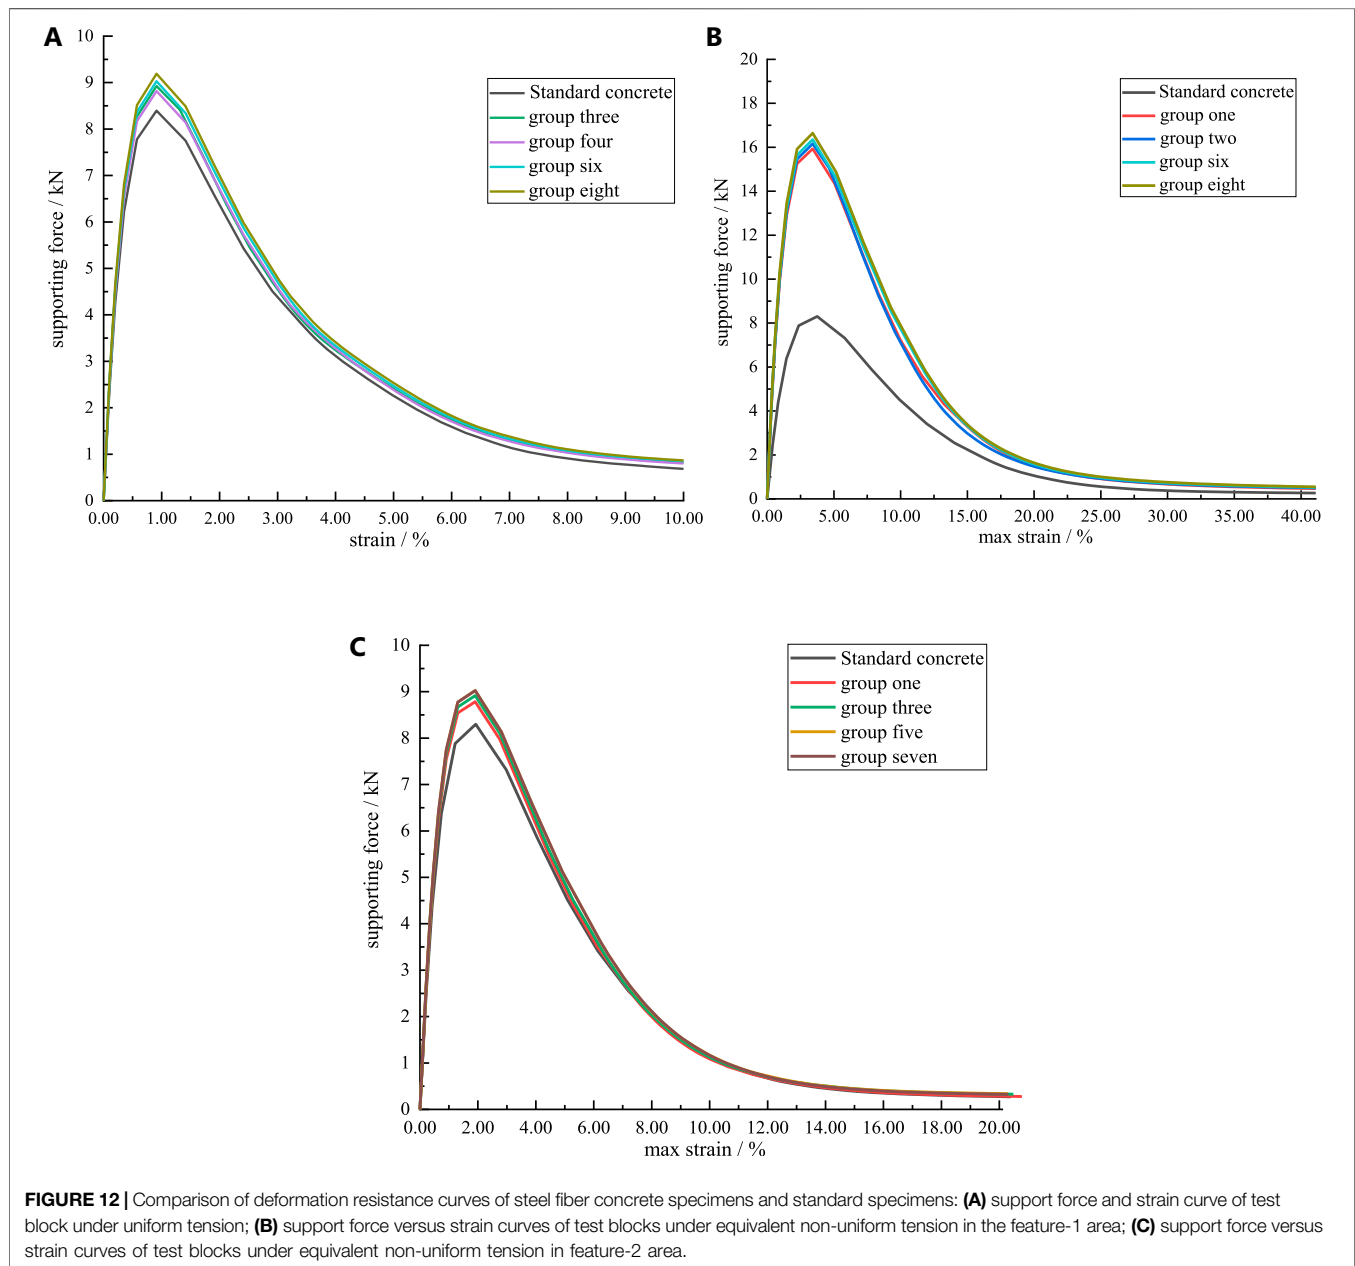 A
10
9
8
7
6
5
4
3
2
1
0
supporting force / kN
0.00 1.00 2.00 3.00 4.00 5.00 6.00 7.00 8.00 9.00 10.00
strain / %
Standard concrete
group three
group four
group six
group eight
B
20
18
16
14
12
10
8
6
4
2
0
supporting force / kN
0.00 5.00 10.00 15.00 20.00 25.00 30.00 35.00 40.00
max strain / %
Standard concrete
group one
group two
group six
group eight
C
10
9
8
7
6
5
4
3
2
1
0
supporting force / kN
0.00 2.00 4.00 6.00 8.00 10.00 12.00 14.00 16.00 18.00 20.00
max strain / %
Standard concrete
group one
group three
group five
group seven
FIGURE 12 | Comparison of deformation resistance curves of steel fiber concrete specimens and standard specimens: (A) support force and strain curve of test
block under uniform tension; (B) support force versus strain curves of test blocks under equivalent non-uniform tension in the feature-1 area; (C) support force versus
strain curves of test blocks under equivalent non-uniform tension in feature-2 area.